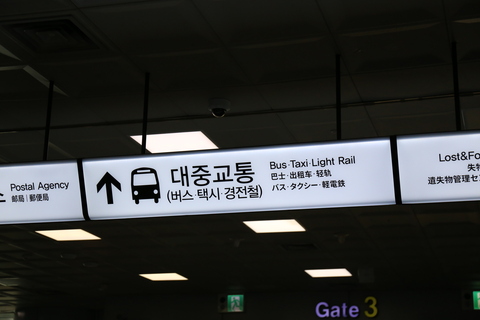 Postal Agency
邮局 | 郵便局
대중교통
(버스·택시·경전철)
Bus·Taxi·Light Rail
巴士·出租车·轻轨
バス·タクシー·軽電鉄
Lost&Fo
失物
遺失物管理セ
Gate 3